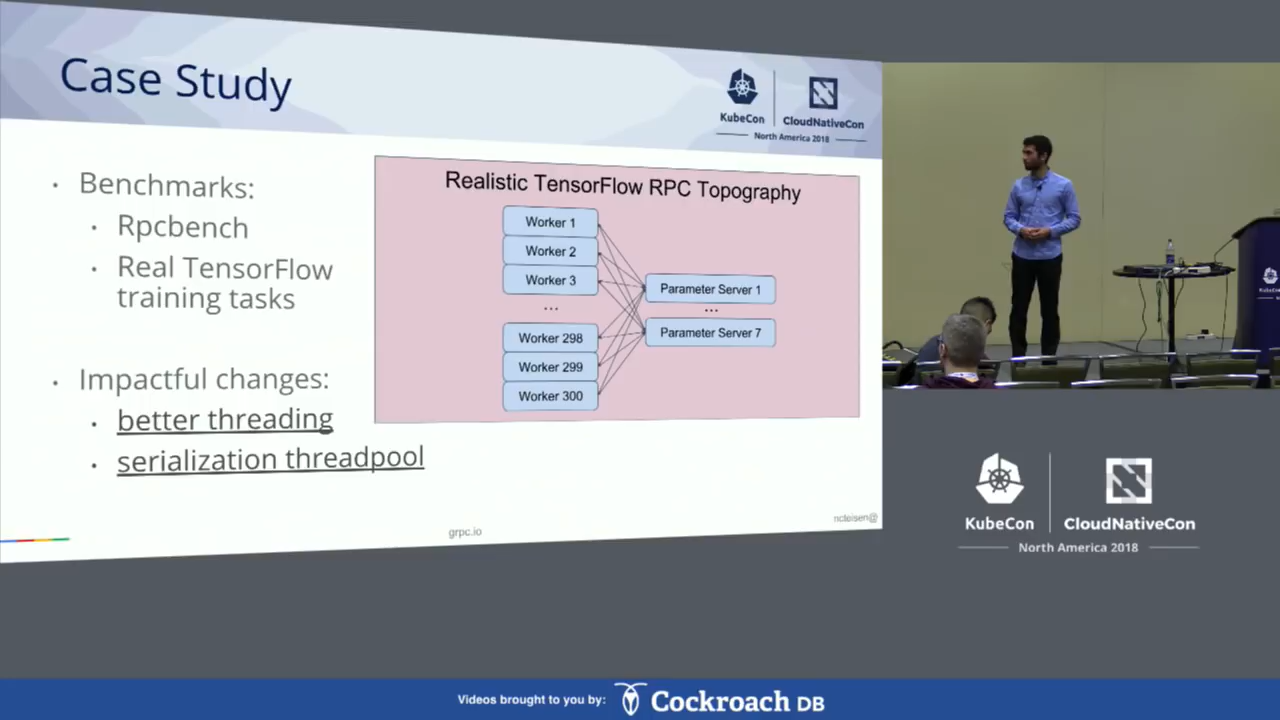 Case Study
KubeCon
CloudNativeCon
North America 2018
Benchmarks:
Rpcbench
Real TensorFlow
training tasks
Impactful changes:
better threading
serialization threadpool
Realistic TensorFlow RPC Topography
Worker 1
Worker 2
Worker 3
...
Worker 298
Worker 299
Worker 300
Parameter Server 1
...
Parameter Server 7
grpc.io
ncteisen@
KubeCon
KubeCon
CloudNativeCon
North America 2018
Videos brought to you by:
Cockroach DB